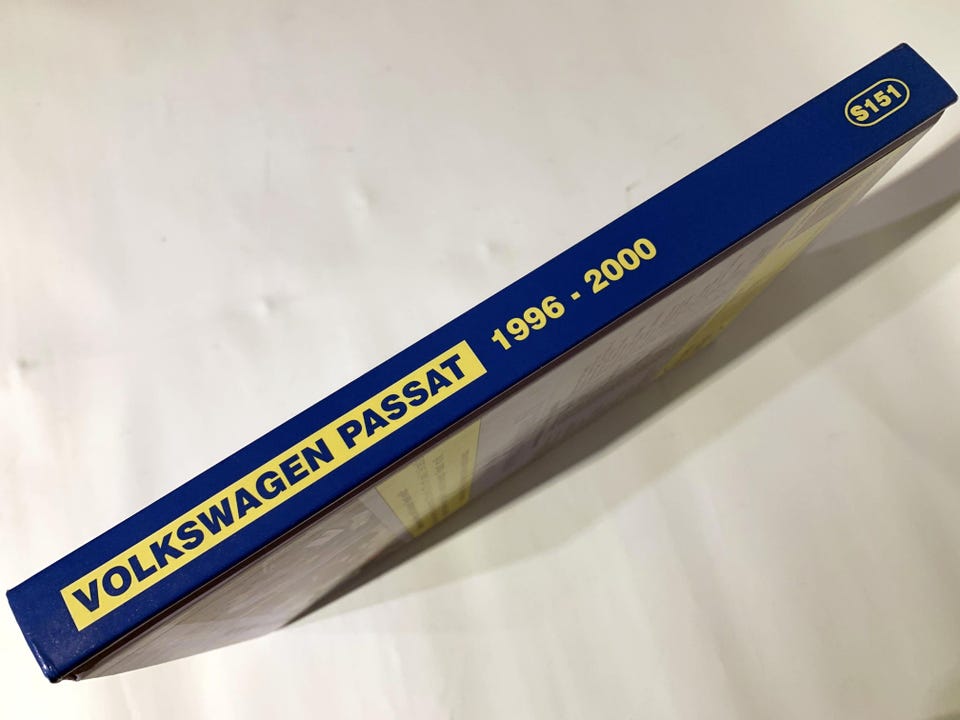 VOLKSWAGEN PASSAT 1996 - 2000
S151